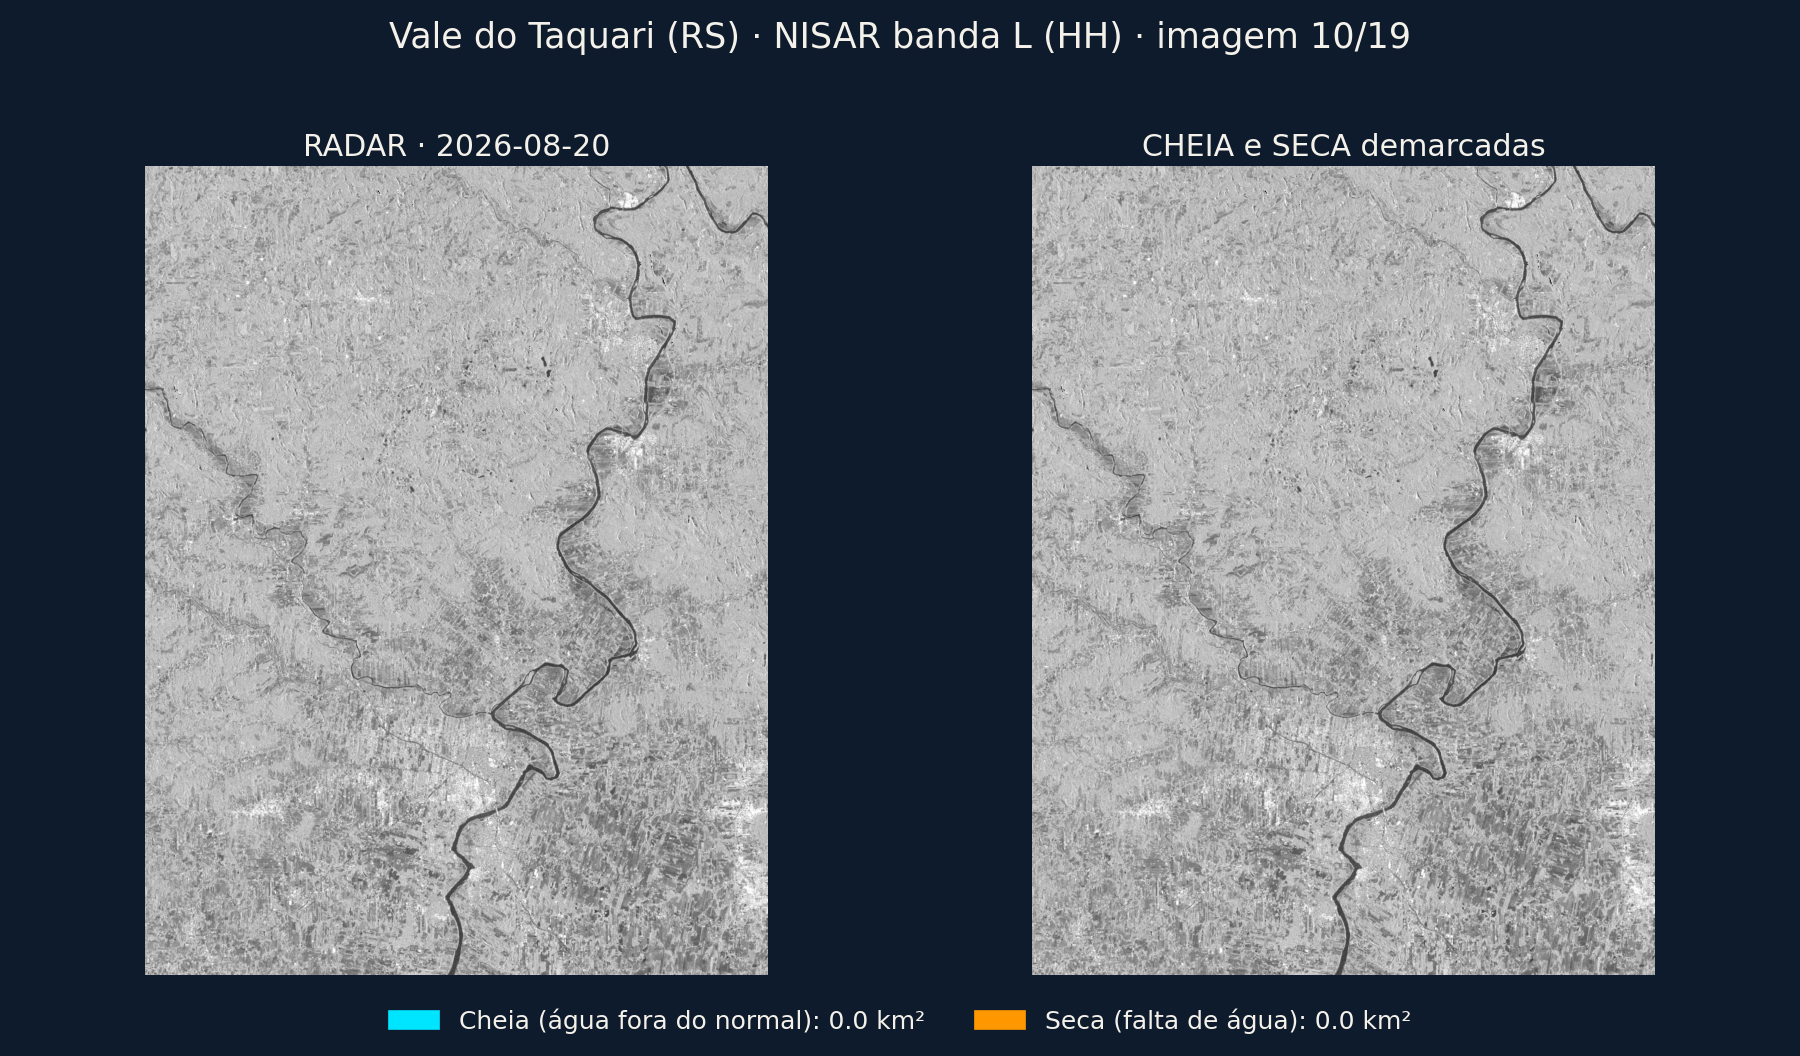 Vale do Taquari (RS) · NISAR banda L (HH) · imagem 10/19
RADAR · 2026-08-20
CHEIA e SECA demarcadas
Cheia (água fora do normal): 0.0 km²
Seca (falta de água): 0.0 km²